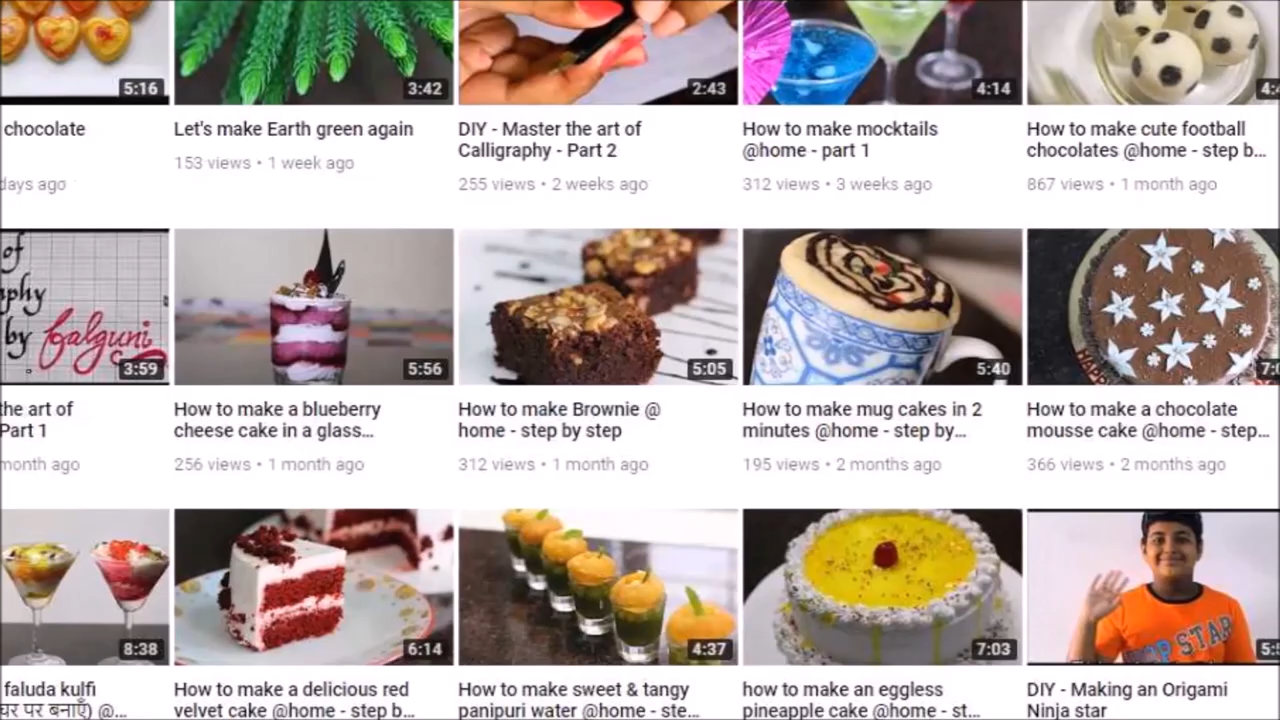 5:16
3:42
2:43
4:14
chocolate
Let's make Earth green again
DIY - Master the art of
Calligraphy - Part 2
How to make mocktails
@home - part 1
How to make cute football
chocolates @home - step b...
days ago
153 views • 1 week ago
255 views • 2 weeks ago
312 views • 3 weeks ago
867 views • 1 month ago
of
by falguni
3:59
5:56
5:05
5:40
the art of
Part 1
How to make a blueberry
cheese cake in a glass...
How to make Brownie @
home - step by step
How to make mug cakes in 2
minutes @home - step by...
How to make a chocolate
mousse cake @home - step...
month ago
256 views • 1 month ago
312 views • 1 month ago
195 views • 2 months ago
366 views • 2 months ago
8:38
6:14
4:37
7:03
faluda kulfi
घर पर बनाएँ) @...
How to make a delicious red
velvet cake @home - step b...
How to make sweet & tangy
panipuri water @home - ste...
how to make an eggless
pineapple cake @home - st...
DIY - Making an Origami
Ninja star